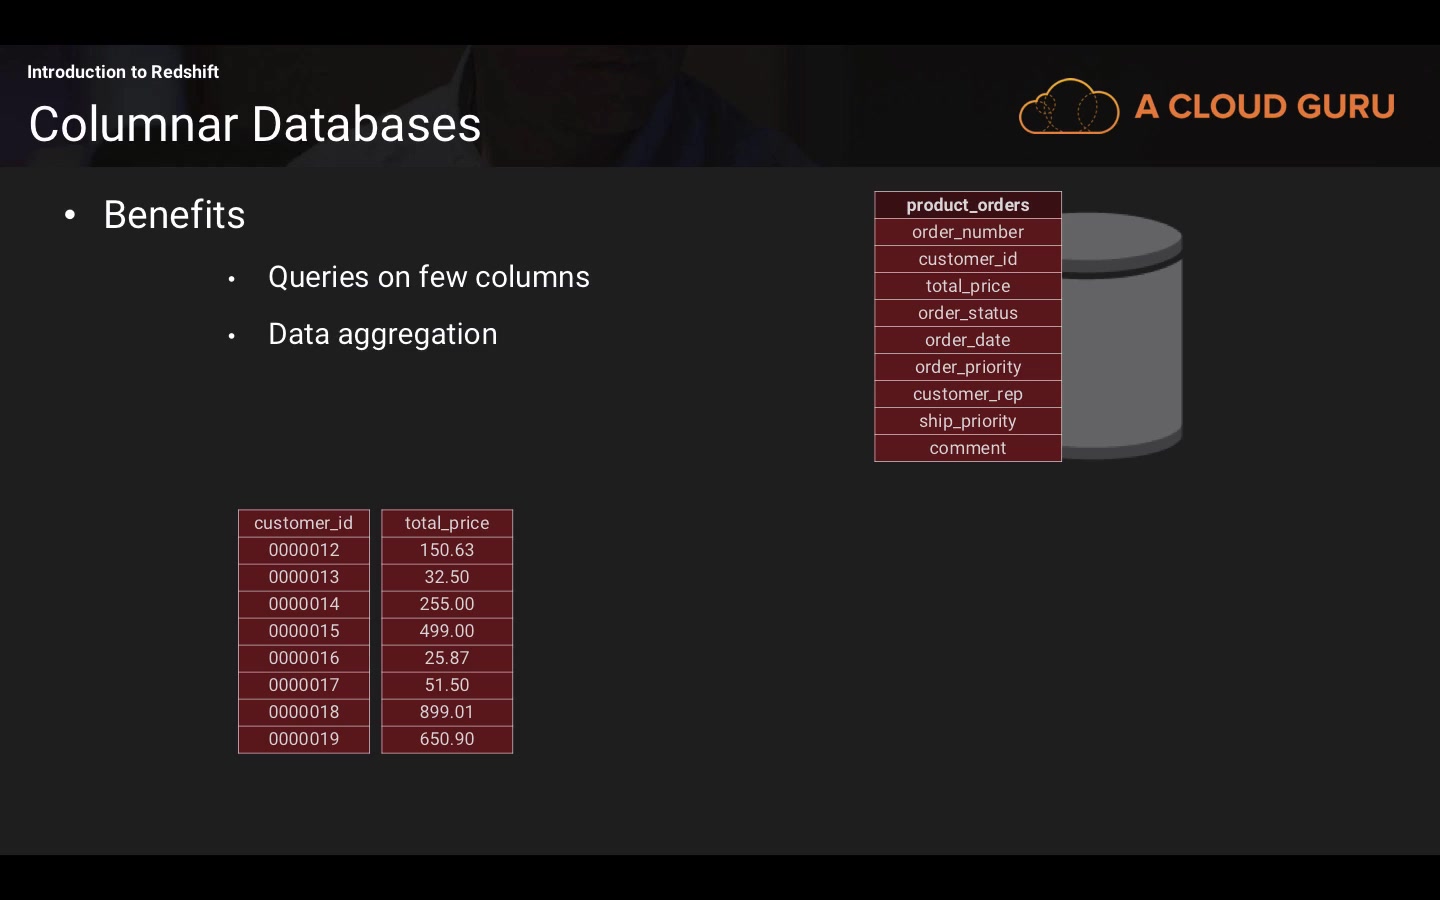 Introduction to Redshift
Columnar Databases
A CLOUD GURU
• Benefits
• Queries on few columns
• Data aggregation
product_orders
order_number
customer_id
total_price
order_status
order_date
order_priority
customer_rep
ship_priority
comment
customer_id total_price
0000012 150.63
0000013 32.50
0000014 255.00
0000015 499.00
0000016 25.87
0000017 51.50
0000018 899.01
0000019 650.90